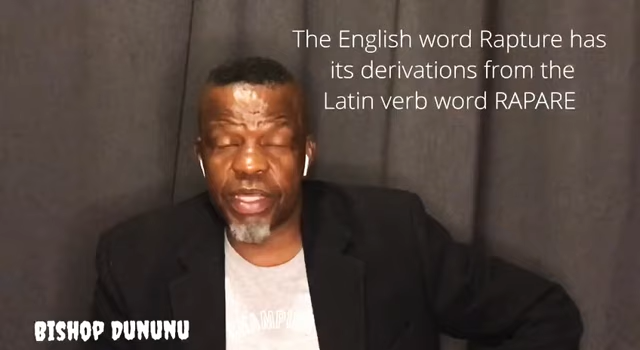 The English word Rapture has
its derivations from the
Latin verb word RAPARE
BISHOP DUNUNU